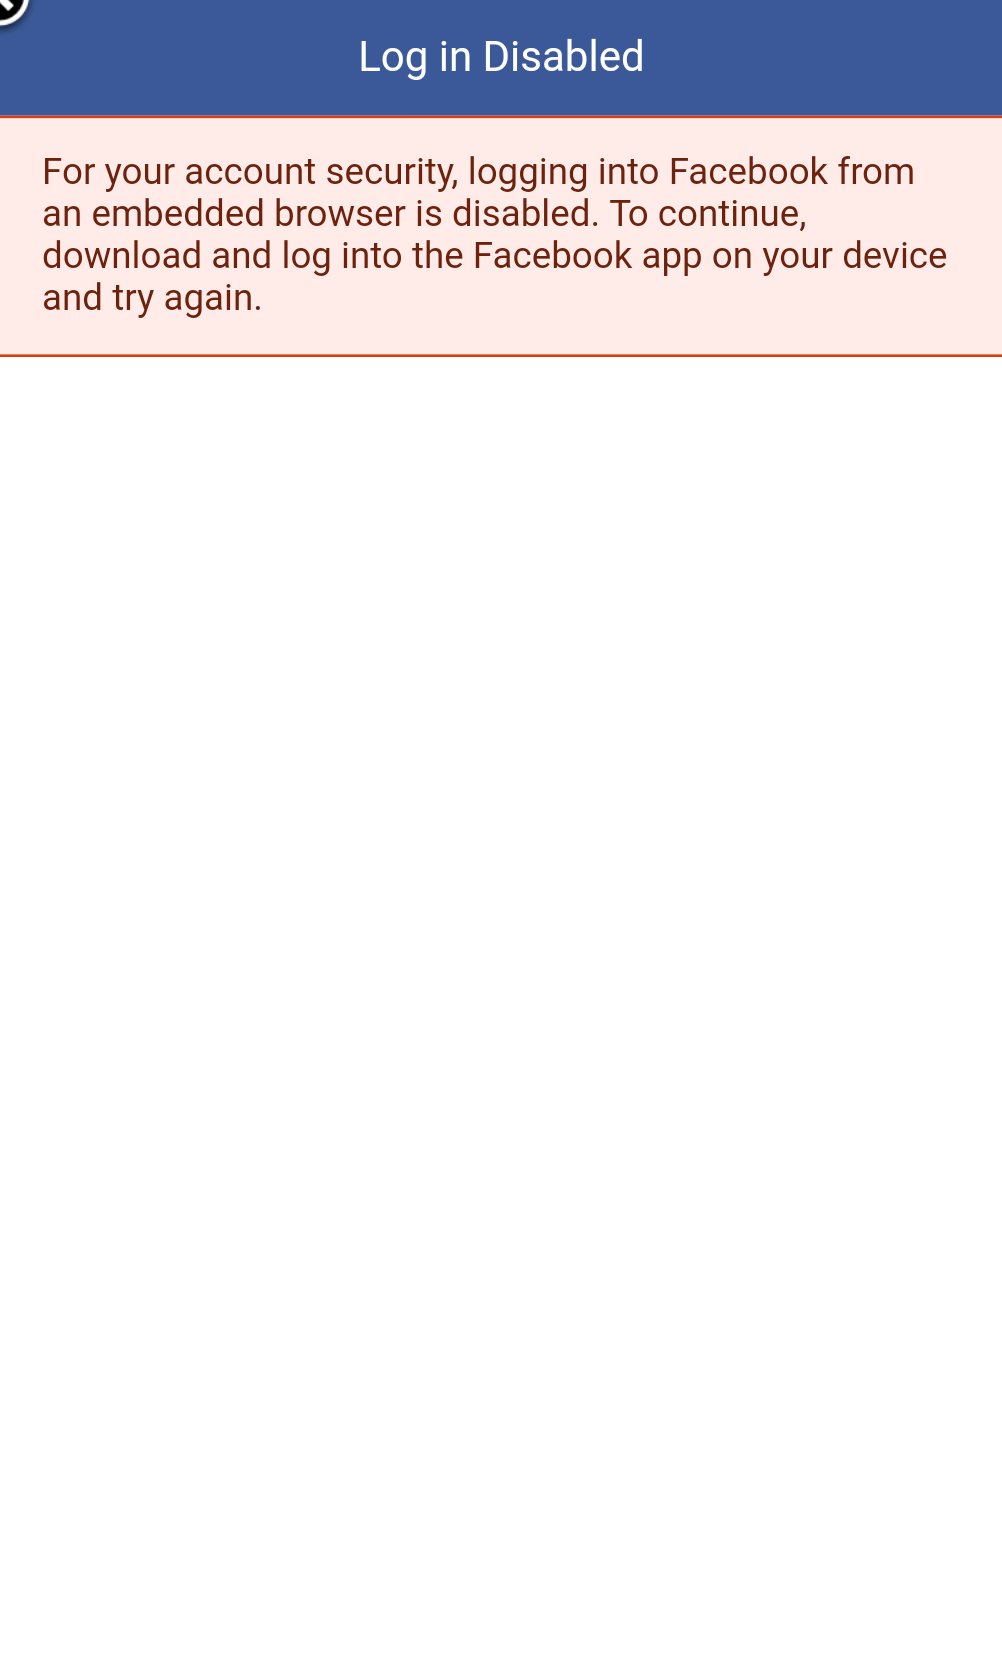 Log in Disabled
For your account security, logging into Facebook from
an embedded browser is disabled. To continue,
download and log into the Facebook app on your device
and try again.